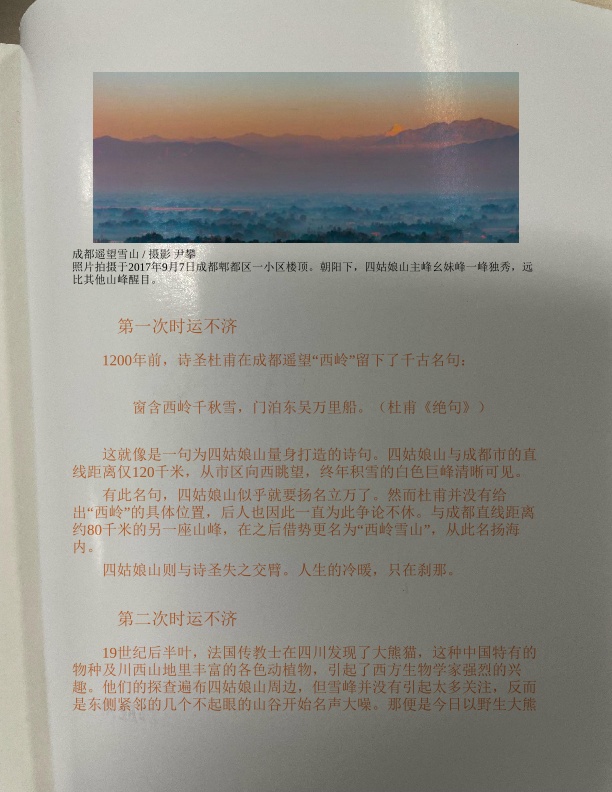 成都遥望雪山 / 摄影 尹攀
照片拍摄于2017年9月7日成都郫都区一小区楼顶。朝阳下，四姑娘山主峰幺妹峰一峰独秀，远
比其他山峰醒目。
第一次时运不济
1200年前，诗圣杜甫在成都遥望“西岭”留下了千古名句：
窗含西岭千秋雪，门泊东吴万里船。（杜甫《绝句》）
这就像是一句为四姑娘山量身打造的诗句。四姑娘山与成都市的直
线距离仅120千米，从市区向西眺望，终年积雪的白色巨峰清晰可见。
有此名句，四姑娘山似乎就要扬名立万了。然而杜甫并没有给
出“西岭”的具体位置，后人也因此一直为此争论不休。与成都直线距离
约80千米的另一座山峰，在之后借势更名为“西岭雪山”，从此名扬海
内。
四姑娘山则与诗圣失之交臂。人生的冷暖，只在刹那。
第二次时运不济
19世纪后半叶，法国传教士在四川发现了大熊猫，这种中国特有的
物种及川西山地里丰富的各色动植物，引起了西方生物学家强烈的兴
趣。他们的探查遍布四姑娘山周边，但雪峰并没有引起太多关注，反而
是东侧紧邻的几个不起眼的山谷开始名声大噪。那便是今日以野生大熊